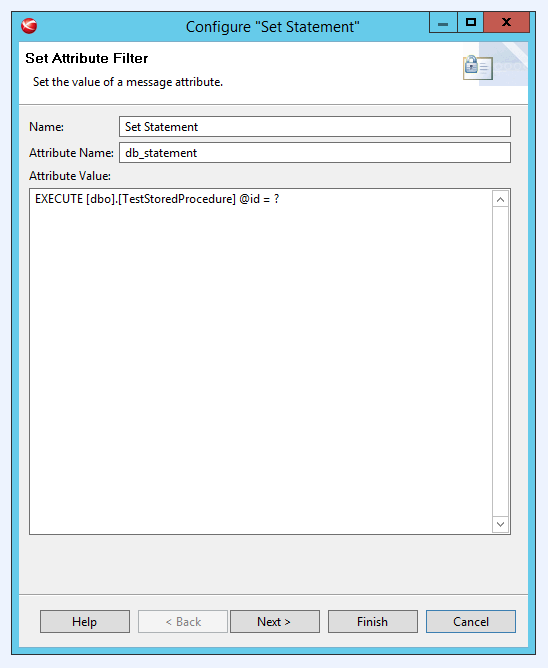 Configure "Set Statement"
Set Attribute Filter
Set the value of a message attribute.
Name: Set Statement
Attribute Name: db_statement
Attribute Value:
EXECUTE [dbo].[TestStoredProcedure] @id = ?
Help < Back Next > Finish Cancel